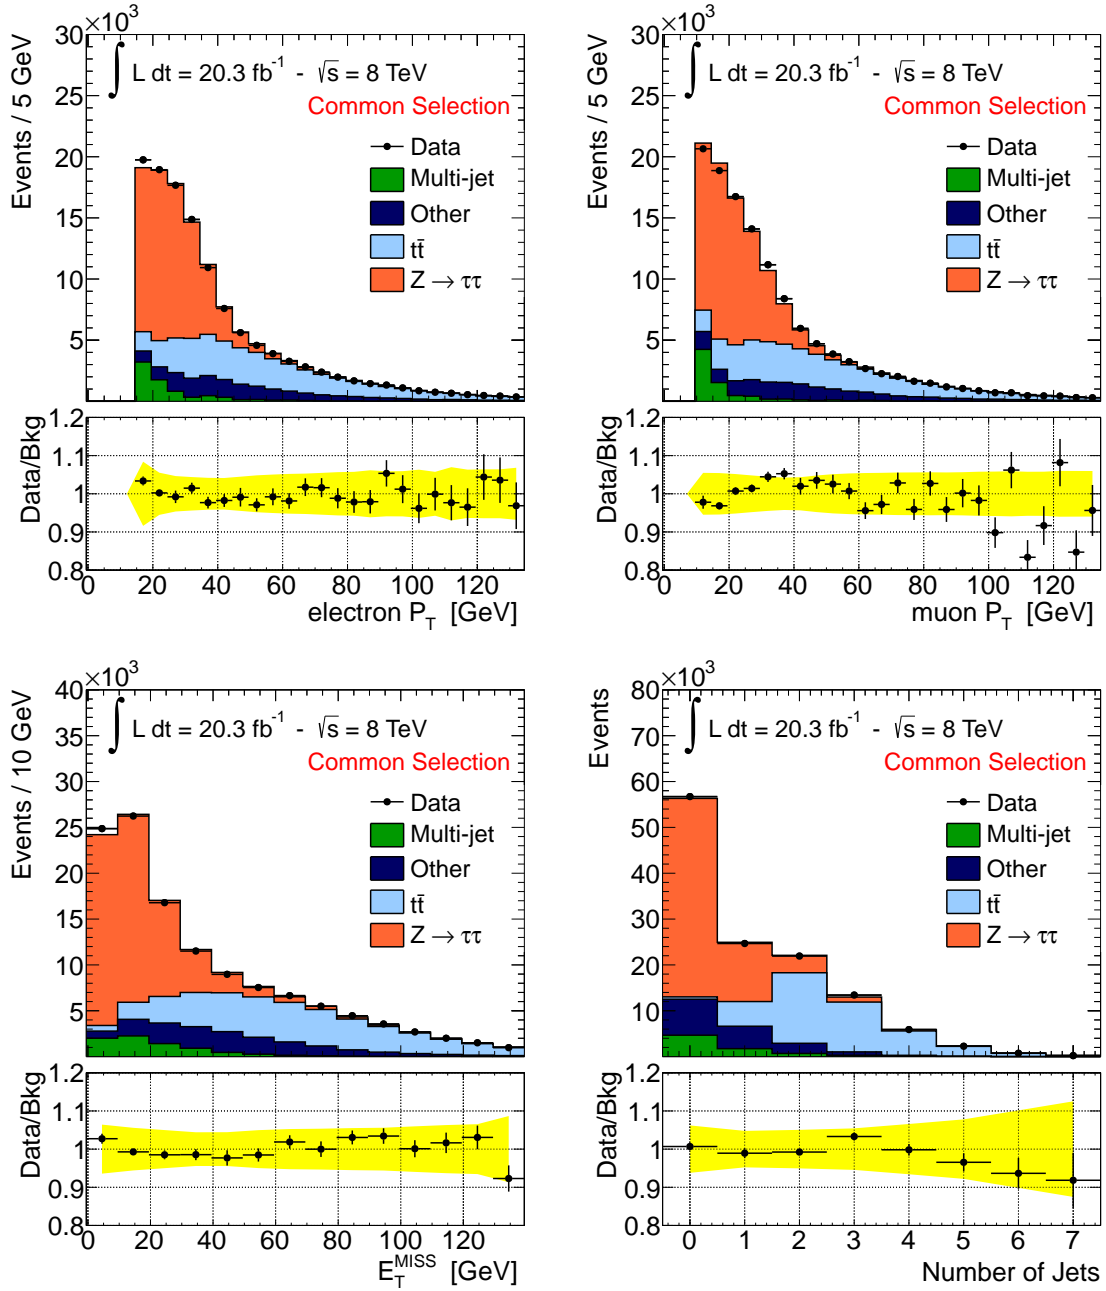 ×10³
Events / 5 GeV
30
25
20
15
10
5
∫ L dt = 20.3 fb⁻¹ - √s = 8 TeV
Common Selection
Data
Multi-jet
Other
tt̄
Z → ττ
Data/Bkg
1.2
1.1
1
0.9
0.8
0 20 40 60 80 100 120
electron P_T [GeV]
×10³
Events / 5 GeV
30
25
20
15
10
5
∫ L dt = 20.3 fb⁻¹ - √s = 8 TeV
Common Selection
Data
Multi-jet
Other
tt̄
Z → ττ
Data/Bkg
1.2
1.1
1
0.9
0.8
0 20 40 60 80 100 120
muon P_T [GeV]
×10³
Events / 10 GeV
40
35
30
25
20
15
10
5
∫ L dt = 20.3 fb⁻¹ - √s = 8 TeV
Common Selection
Data
Multi-jet
Other
tt̄
Z → ττ
Data/Bkg
1.2
1.1
1
0.9
0.8
0 20 40 60 80 100 120
E_T^MISS [GeV]
×10³
Events
80
70
60
50
40
30
20
10
∫ L dt = 20.3 fb⁻¹ - √s = 8 TeV
Common Selection
Data
Multi-jet
Other
tt̄
Z → ττ
Data/Bkg
1.2
1.1
1
0.9
0.8
0 1 2 3 4 5 6 7
Number of Jets